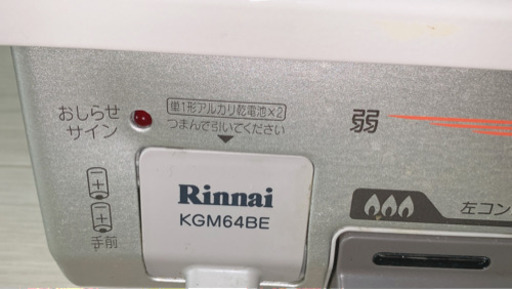 おしらせ
サイン
単1形アルカリ乾電池×2
つまんで引いてください
弱
Rinnai
KGM64BE
手前
左コン